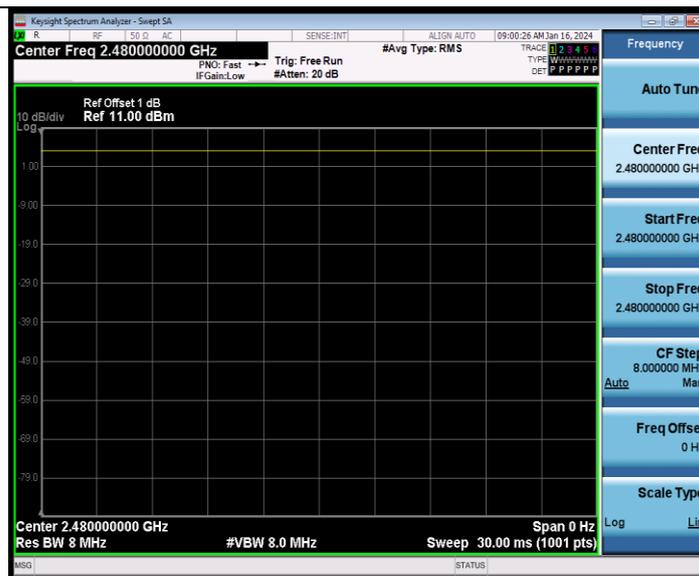 Keysight Spectrum Analyzer - Swept SA
LXI R RF 50 Ω AC SENSE:INT ALIGN AUTO 09:00:26 AM Jan 16, 2024
Center Freq 2.480000000 GHz
PNO: Fast
IFGain:Low
Trig: Free Run
#Atten: 20 dB
#Avg Type: RMS
TRACE 1 2 3 4 5 6
TYPE WWWWWW
DET P P P P P P
Ref Offset 1 dB
10 dB/div Ref 11.00 dBm
Log
1.00
-9.00
-19.0
-29.0
-39.0
-49.0
-59.0
-69.0
-79.0
Center 2.480000000 GHz Span 0 Hz
Res BW 8 MHz #VBW 8.0 MHz Sweep 30.00 ms (1001 pts)
MSG STATUS
Frequency
Auto Tun
Center Fre
2.480000000 GH
Start Fre
2.480000000 GH
Stop Fre
2.480000000 GH
CF Step
8.000000 MH
Auto Ma
Freq Offse
0 H
Scale Type
Log Li